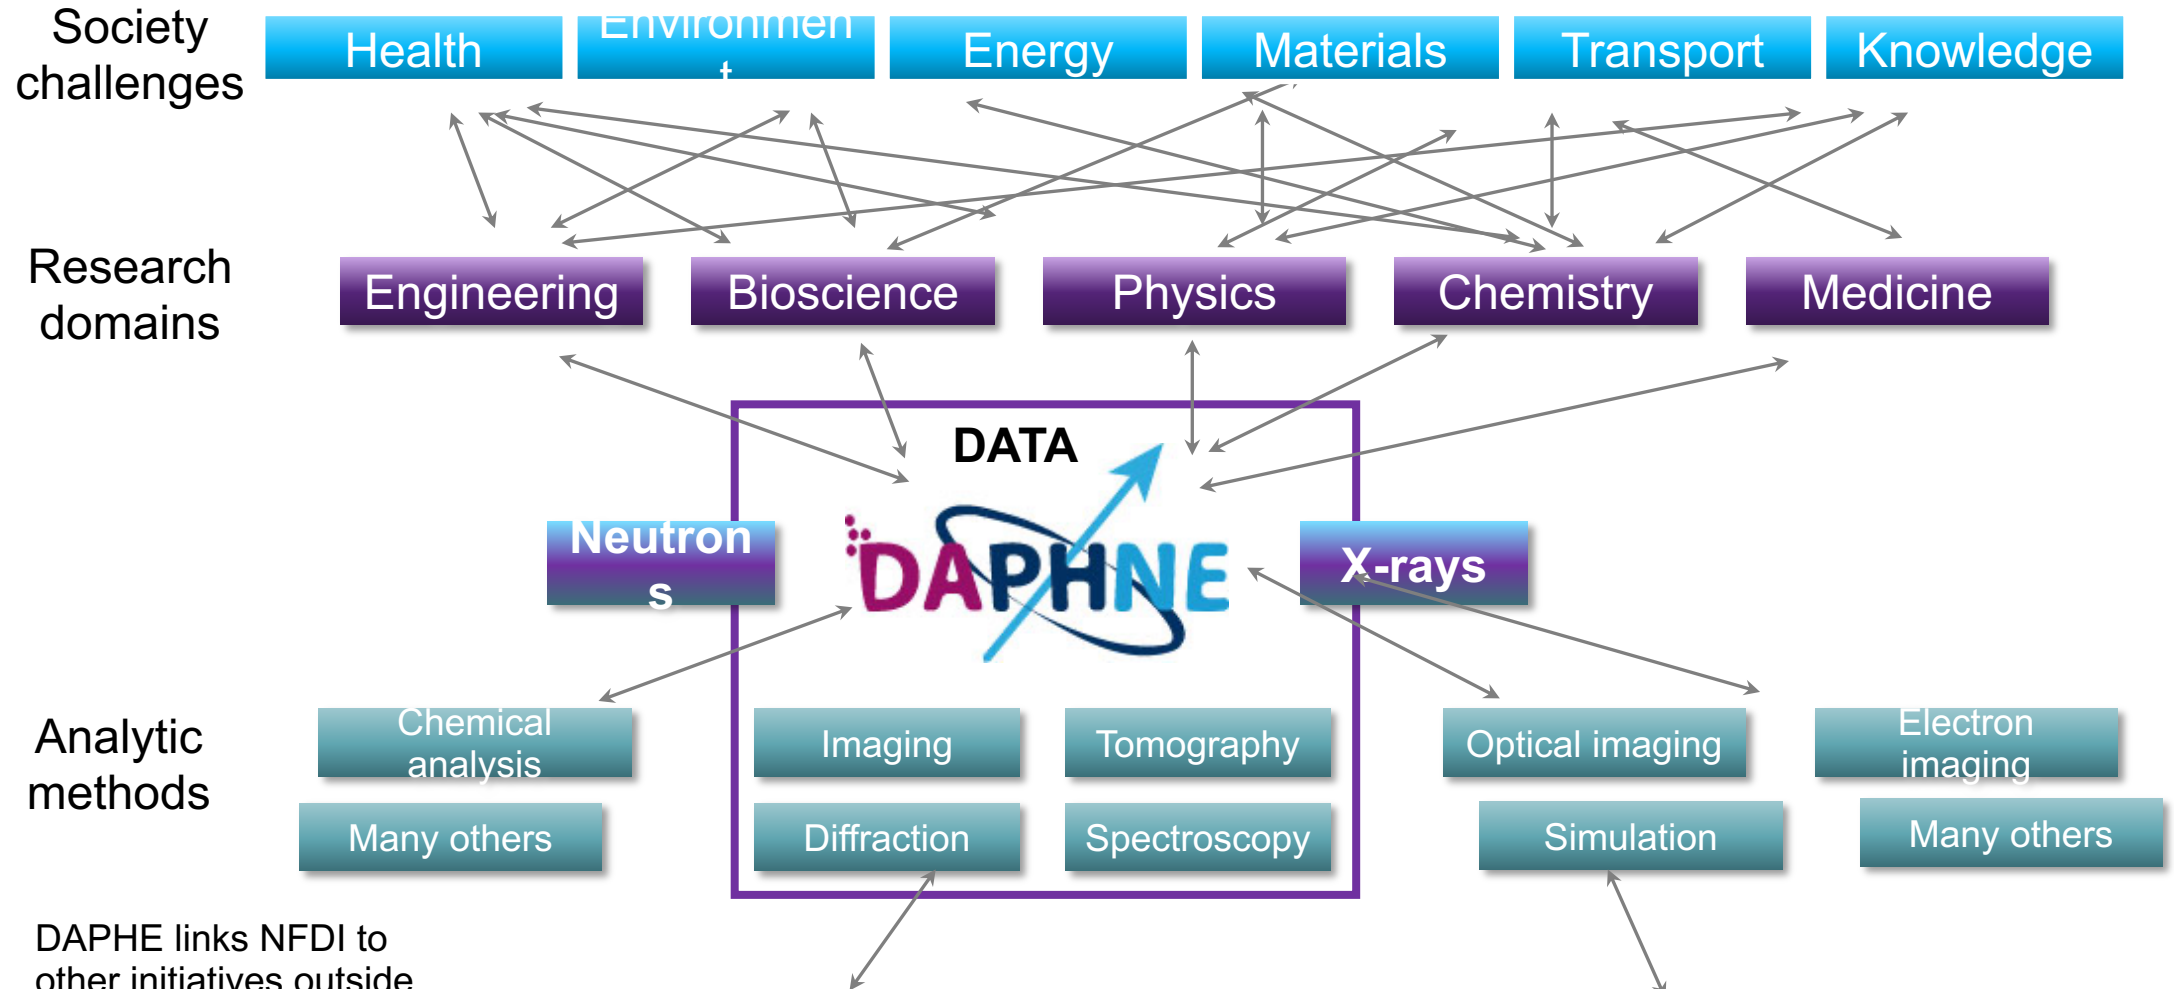 Society
challenges
Health
Environmen
t
Energy
Materials
Transport
Knowledge
Research
domains
Engineering
Bioscience
Physics
Chemistry
Medicine
DATA
DAPHNE
Neutron
s
X-rays
Analytic
methods
Chemical
analysis
Imaging
Tomography
Optical imaging
Electron
imaging
Many others
Diffraction
Spectroscopy
Simulation
Many others
DAPHE links NFDI to
other initiatives outside